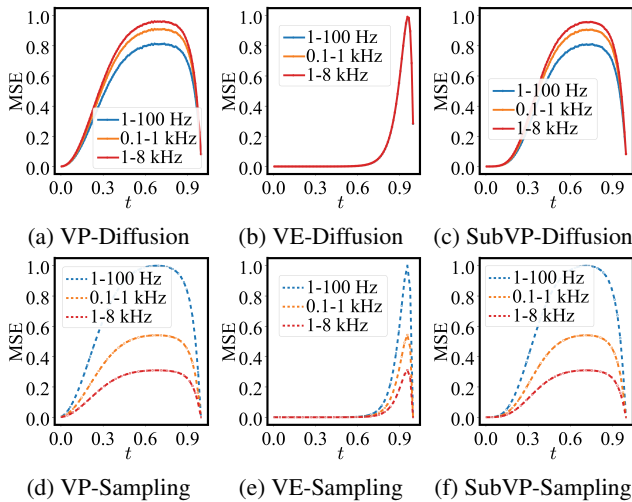 MSE
1.0
0.8
0.6
0.4
0.2
0.0
1-100 Hz
0.1-1 kHz
1-8 kHz
0.0 0.3 0.6 0.9
t
(a) VP-Diffusion
MSE
1.0
0.8
0.6
0.4
0.2
0.0
1-100 Hz
0.1-1 kHz
1-8 kHz
0.0 0.3 0.6 0.9
t
(b) VE-Diffusion
MSE
1.0
0.8
0.6
0.4
0.2
0.0
1-100 Hz
0.1-1 kHz
1-8 kHz
0.0 0.3 0.6 0.9
t
(c) SubVP-Diffusion
MSE
1.0
0.8
0.6
0.4
0.2
0.0
1-100 Hz
0.1-1 kHz
1-8 kHz
0.0 0.3 0.6 0.9
t
(d) VP-Sampling
MSE
1.0
0.8
0.6
0.4
0.2
0.0
1-100 Hz
0.1-1 kHz
1-8 kHz
0.0 0.3 0.6 0.9
t
(e) VE-Sampling
MSE
1.0
0.8
0.6
0.4
0.2
0.0
1-100 Hz
0.1-1 kHz
1-8 kHz
0.0 0.3 0.6 0.9
t
(f) SubVP-Sampling